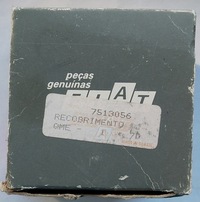 peças
genuínas
FIAT
7513056
RECOBRIMENTO
OME